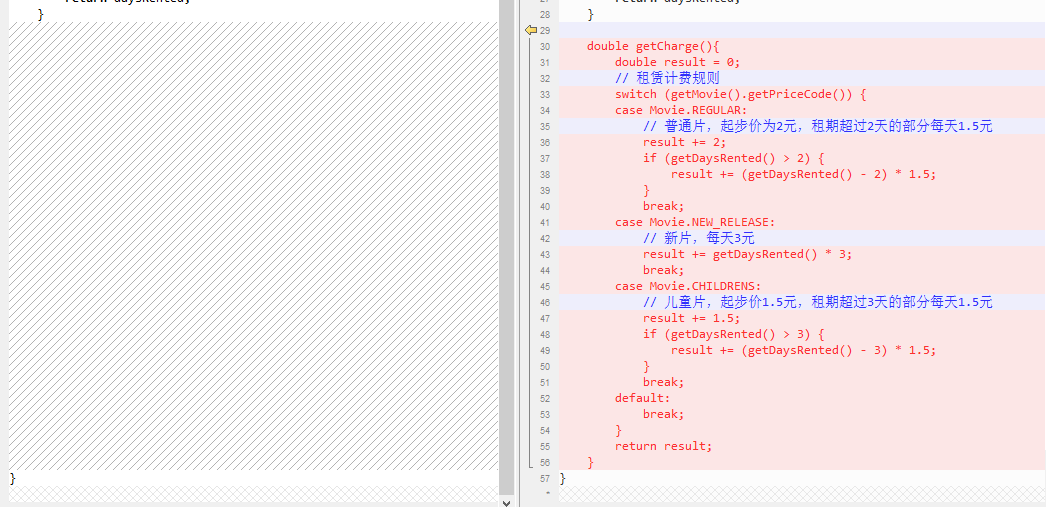 }
28 }
29
30 double getCharge(){
31 double result = 0;
32 // 租赁计费规则
33 switch (getMovie().getPriceCode()) {
34 case Movie.REGULAR:
35 // 普通片，起步价为2元，租期超过2天的部分每天1.5元
36 result += 2;
37 if (getDaysRented() > 2) {
38 result += (getDaysRented() - 2) * 1.5;
39 }
40 break;
41 case Movie.NEW_RELEASE:
42 // 新片，每天3元
43 result += getDaysRented() * 3;
44 break;
45 case Movie.CHILDRENS:
46 // 儿童片，起步价1.5元，租期超过3天的部分每天1.5元
47 result += 1.5;
48 if (getDaysRented() > 3) {
49 result += (getDaysRented() - 3) * 1.5;
50 }
51 break;
52 default:
53 break;
54 }
55 return result;
56 }
}
57 }